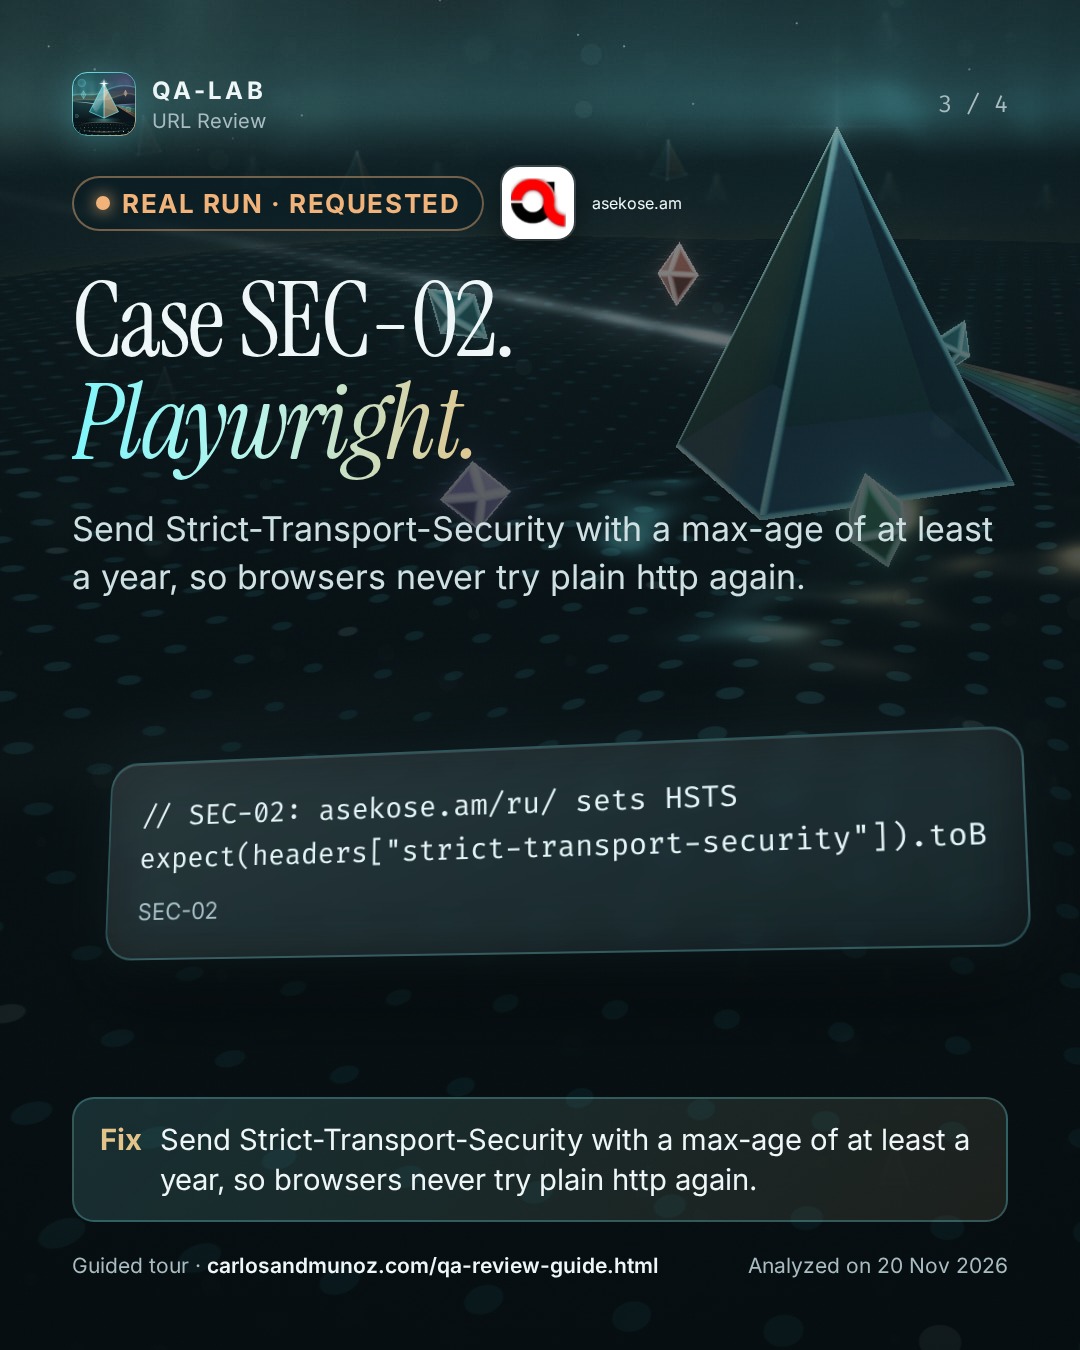 QA-LAB
URL Review
3 / 4
REAL RUN · REQUESTED
asekose.am
Case SEC-02.
Playwright.
Send Strict-Transport-Security with a max-age of at least
a year, so browsers never try plain http again.
// SEC-02: asekose.am/ru/ sets HSTS
expect(headers["strict-transport-security"]).toB
SEC-02
Fix Send Strict-Transport-Security with a max-age of at least a
year, so browsers never try plain http again.
Guided tour · carlosandmunoz.com/qa-review-guide.html
Analyzed on 20 Nov 2026